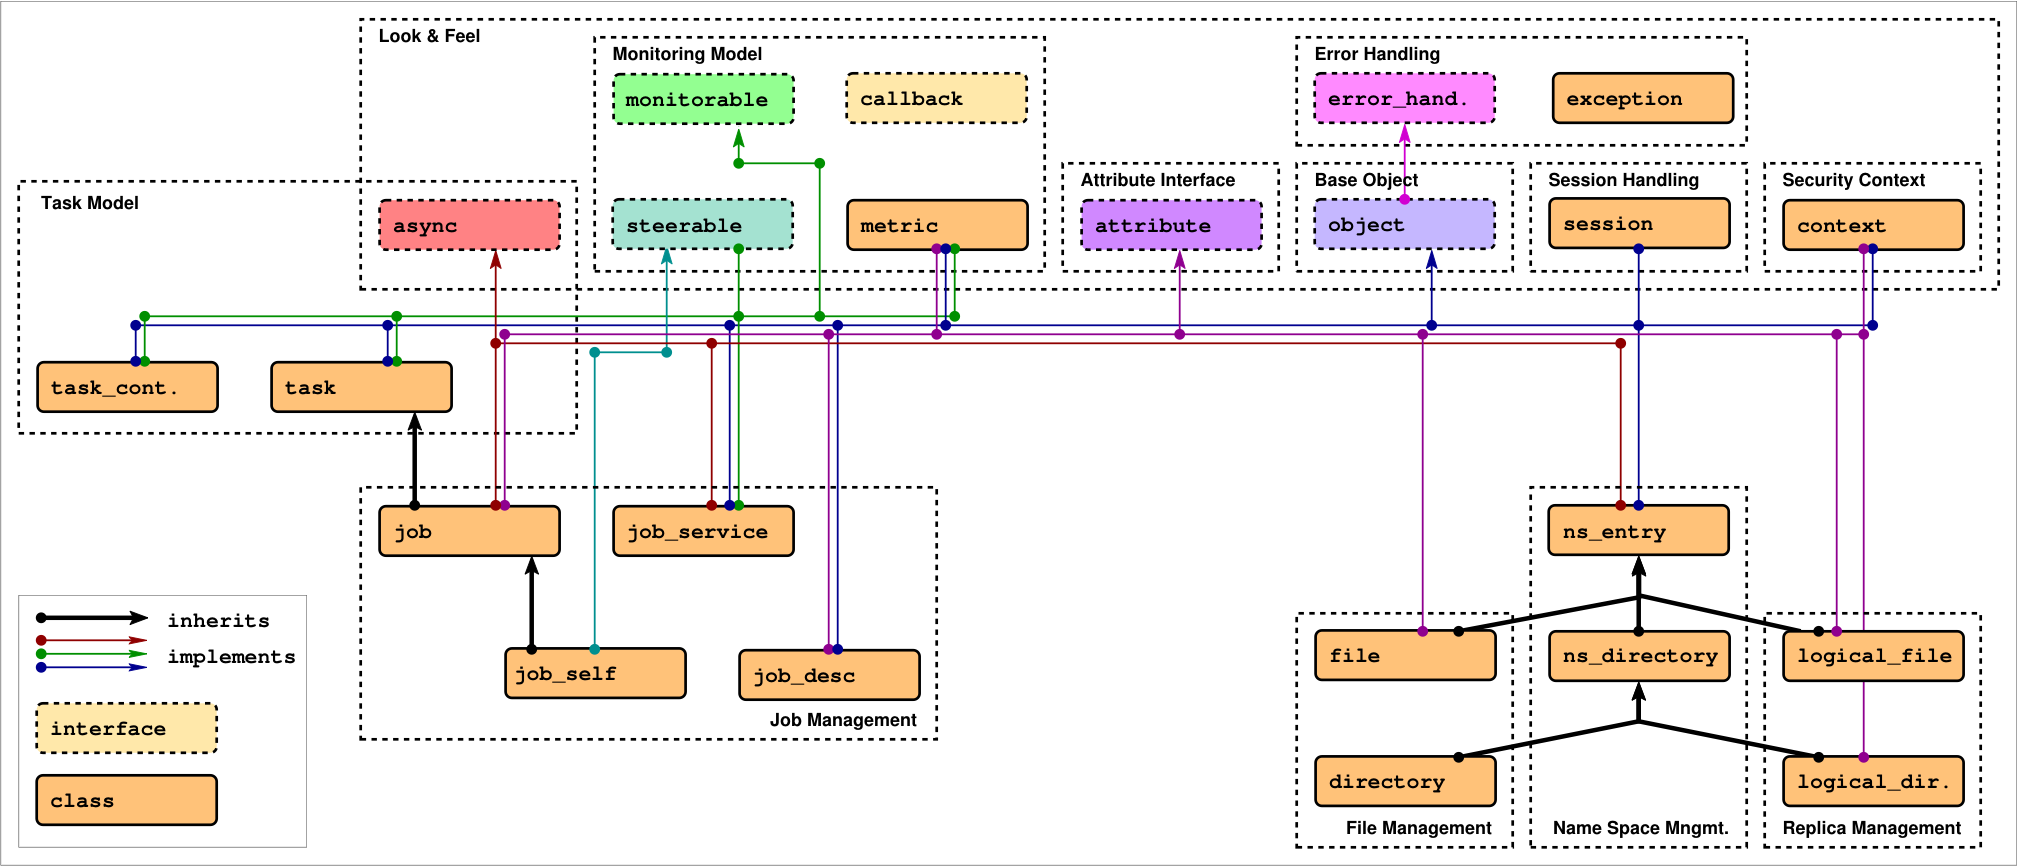 Look & Feel
Monitoring Model
Error Handling
monitorable
callback
error_hand.
exception
Task Model
Attribute Interface
Base Object
Session Handling
Security Context
async
steerable
metric
attribute
object
session
context
task_cont.
task
job
job_service
ns_entry
inherits
implements
file
ns_directory
logical_file
job_self
job_desc
Job Management
interface
class
directory
logical_dir.
File Management
Name Space Mngmt.
Replica Management